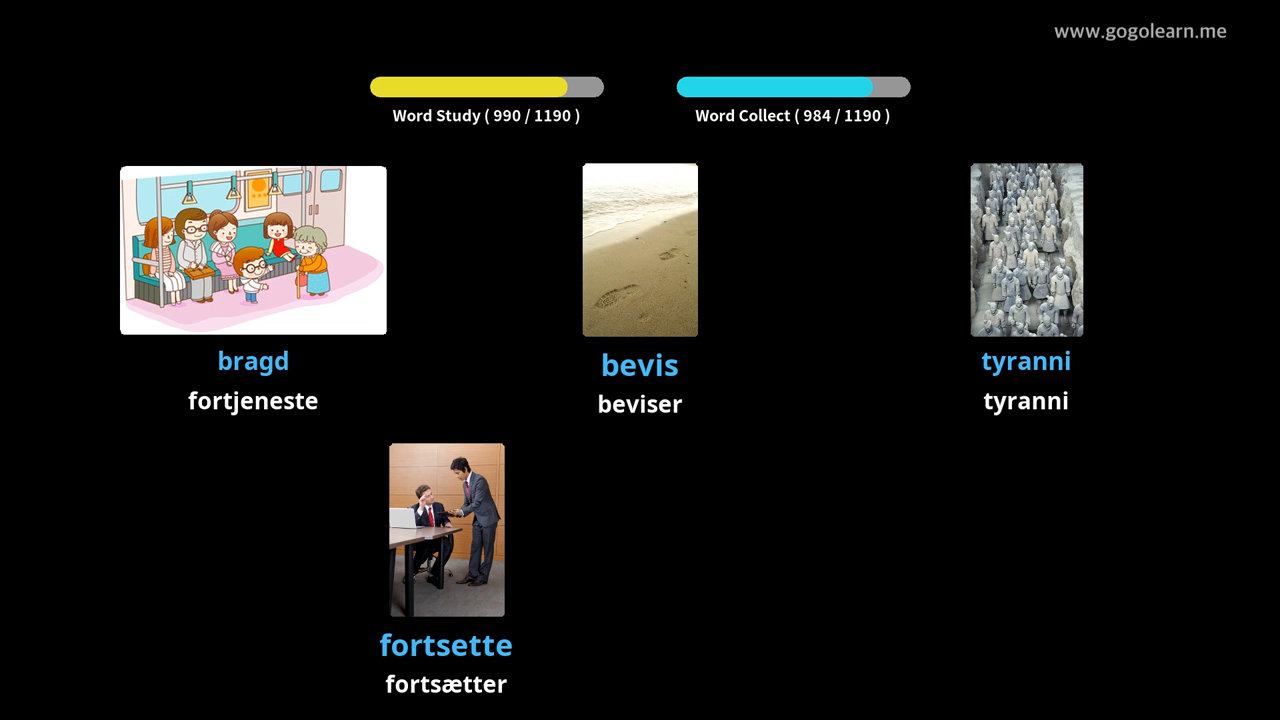 www.gogolearn.me
Word Study ( 990 / 1190 )
Word Collect ( 984 / 1190 )
bragd
fortjeneste
bevis
beviser
tyranni
tyranni
fortsette
fortsætter